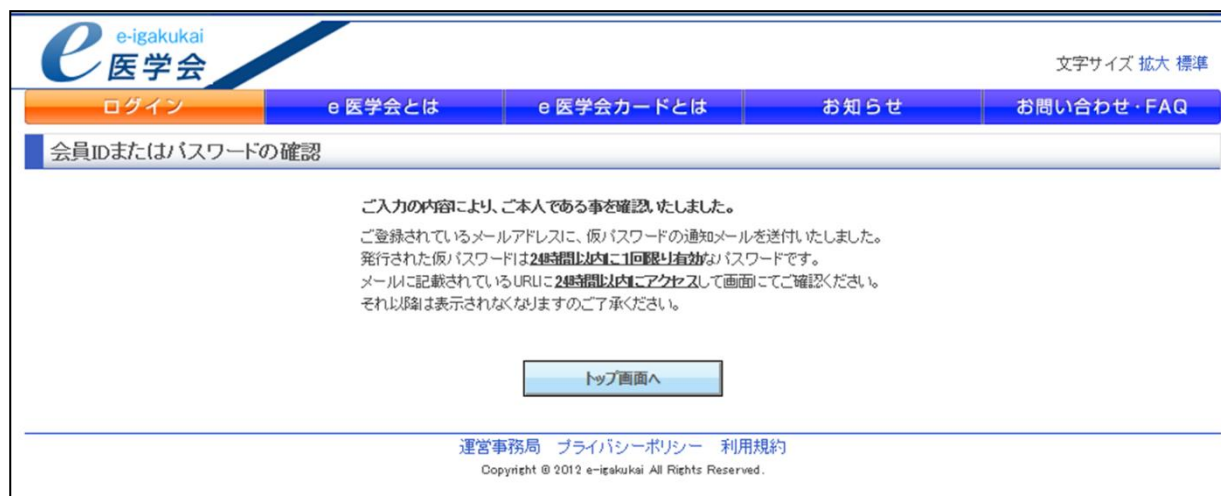 e-igakukai
e医学会
文字サイズ 拡大 標準
ログイン e医学会とは e医学会カードとは お知らせ お問い合わせ・FAQ
会員IDまたはパスワードの確認
ご入力の内容により、ご本人である事を確認いたしました。
ご登録されているメールアドレスに、仮パスワードの通知メールを送付いたしました。
発行された仮パスワードは24時間以内に1回限り有効なパスワードです。
メールに記載されているURLに24時間以内にアクセスして画面にてご確認ください。
それ以降は表示されなくなりますのご了承ください。
トップ画面へ
運営事務局 プライバシーポリシー 利用規約
Copyright © 2012 e-igakukai All Rights Reserved.